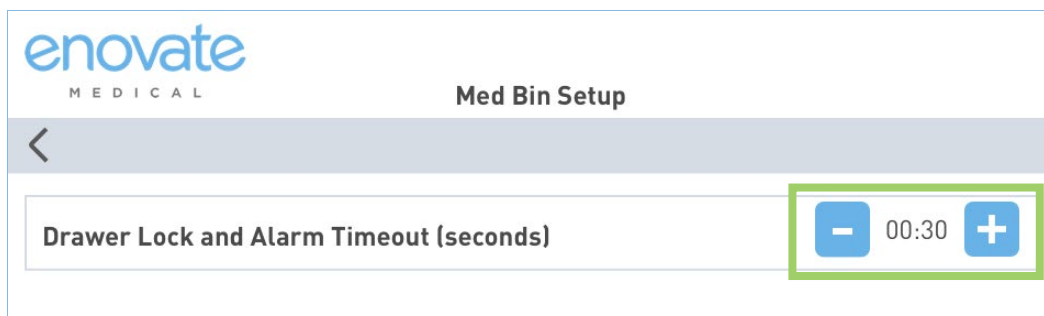 enovate
MEDICAL
Med Bin Setup
Drawer Lock and Alarm Timeout (seconds)
- 00:30 +